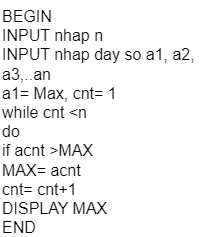 BEGIN
INPUT nhap n
INPUT nhap day so a1, a2,
a3,..an
a1= Max, cnt= 1
while cnt <n
do
if acnt >MAX
MAX= acnt
cnt= cnt+1
DISPLAY MAX
END